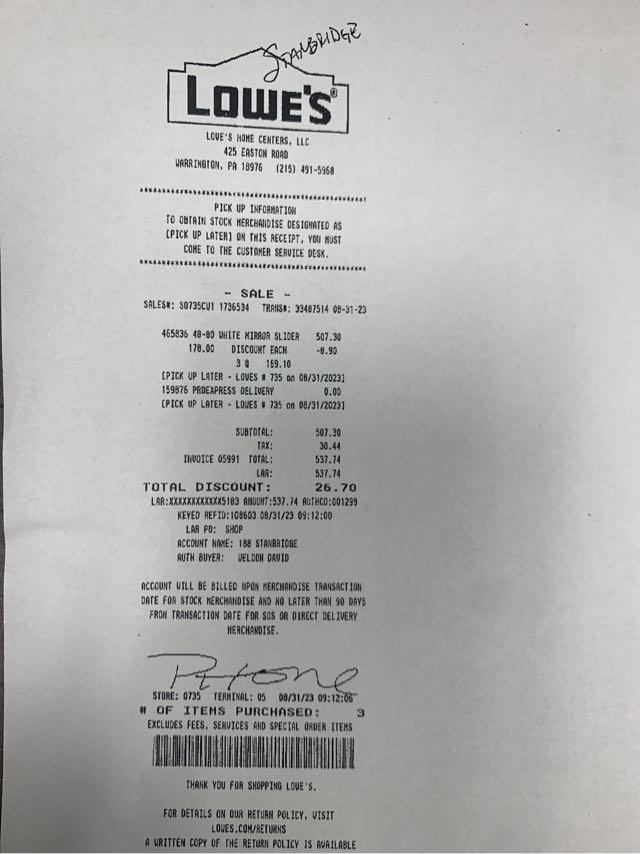 STANBRIDGE
LOWE'S®
LOWE'S HOME CENTERS, LLC
425 EASTON ROAD
WARRINGTON, PA 18976 (215) 491-5968
****************************************
PICK UP INFORMATION
TO OBTAIN STOCK MERCHANDISE DESIGNATED AS
[PICK UP LATER] ON THIS RECEIPT, YOU MUST
COME TO THE CUSTOMER SERVICE DESK.
****************************************
- SALE -
SALES#: S0735CU1 1736534 TRANS#: 33487514 08-31-23
465836 48-80 WHITE MIRROR SLIDER 507.30
178.00 DISCOUNT EACH -8.90
3 @ 169.10
[PICK UP LATER - LOWES # 735 on 08/31/2023]
159876 PROEXPRESS DELIVERY 0.00
[PICK UP LATER - LOWES # 735 on 08/31/2023]
SUBTOTAL: 507.30
TAX: 30.44
INVOICE 05991 TOTAL: 537.74
LAR: 537.74
TOTAL DISCOUNT: 26.70
LAR:XXXXXXXXXXXX5183 AMOUNT:537.74 AUTHCD:001299
KEYED REFID:108603 08/31/23 09:12:00
LAR PO: SHOP
ACCOUNT NAME: 188 STANBRIDGE
AUTH BUYER: WELDON DAVID
ACCOUNT WILL BE BILLED UPON MERCHANDISE TRANSACTION
DATE FOR STOCK MERCHANDISE AND NO LATER THAN 90 DAYS
FROM TRANSACTION DATE FOR SOS OR DIRECT DELIVERY
MERCHANDISE.
STORE: 0735 TERMINAL: 05 08/31/23 09:12:06
# OF ITEMS PURCHASED: 3
EXCLUDES FEES, SERVICES AND SPECIAL ORDER ITEMS
THANK YOU FOR SHOPPING LOWE'S.
FOR DETAILS ON OUR RETURN POLICY, VISIT
LOWES.COM/RETURNS
A WRITTEN COPY OF THE RETURN POLICY IS AVAILABLE